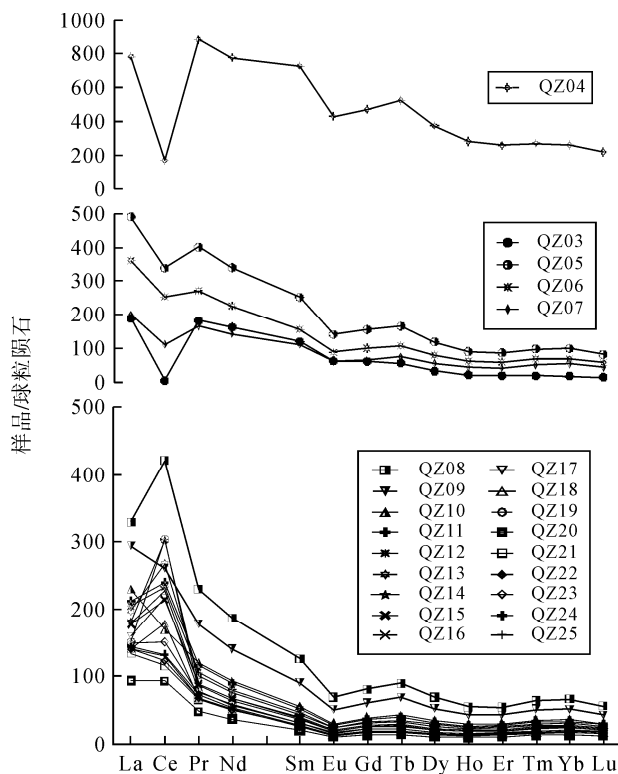 1000
800
600
400
200
0
QZ04
500
400
300
200
100
0
QZ03
QZ05
QZ06
QZ07
样品/球粒陨石
500
400
300
200
100
0
QZ08 QZ17
QZ09 QZ18
QZ10 QZ19
QZ11 QZ20
QZ12 QZ21
QZ13 QZ22
QZ14 QZ23
QZ15 QZ24
QZ16 QZ25
La Ce Pr Nd Sm Eu Gd Tb Dy Ho Er Tm Yb Lu